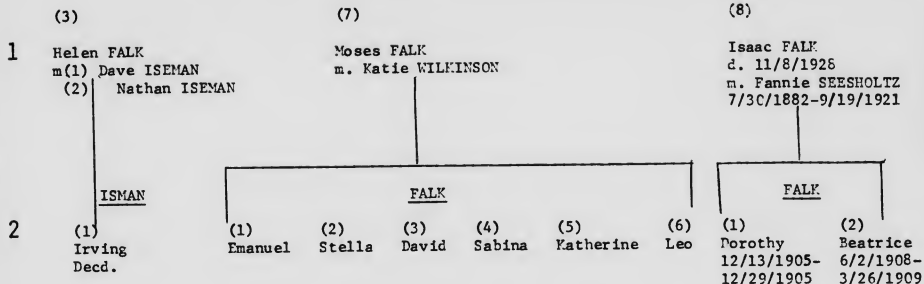 (3)
(7)
(8)
1
Helen FALK
m(1) Dave ISEMAN
(2) Nathan ISEMAN
Moses FALK
m. Katie WILKINSON
Isaac FALK
d. 11/8/1928
m. Fannie SEESHOLTZ
7/30/1882-9/19/1921
ISMAN
FALK
FALK
2
(1)
Irving
Decd.
(1)
Emanuel
(2)
Stella
(3)
David
(4)
Sabina
(5)
Katherine
(6)
Leo
(1)
Dorothy
12/13/1905-
12/29/1905
(2)
Beatrice
6/2/1908-
3/26/1909